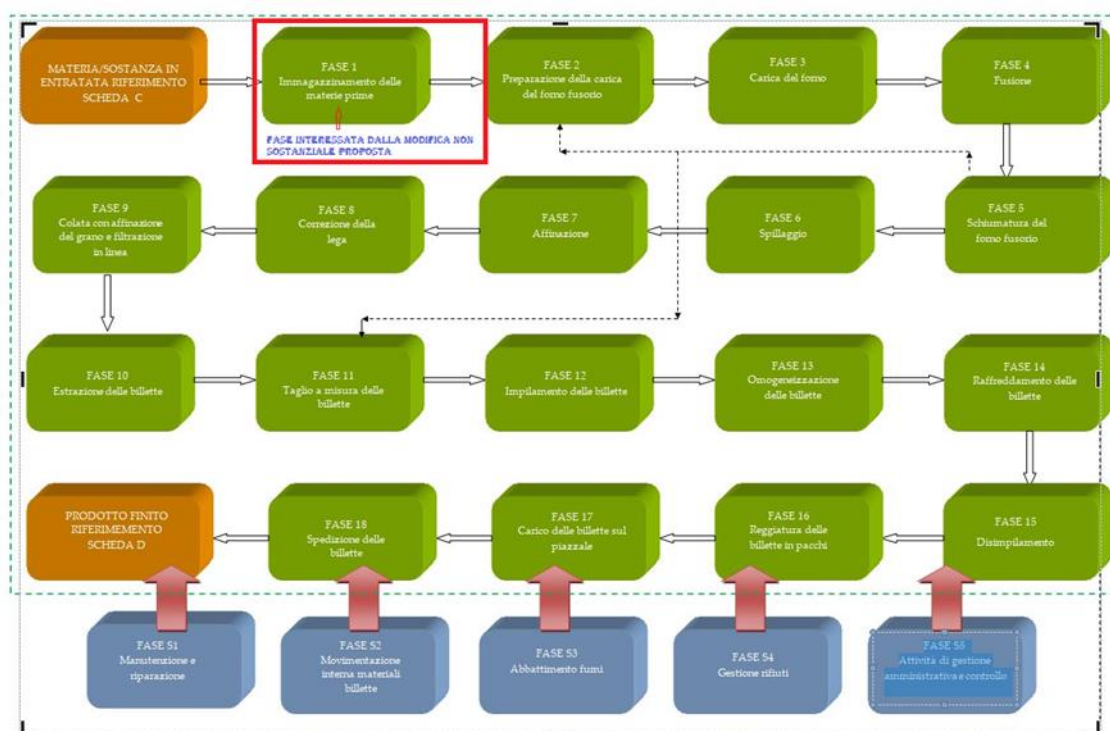 MATERIA/SOSTANZA IN
ENTRATATA RIFERIMENTO
SCHEDA C
FASE 1
Immagazzinamento delle
materie prime
FASE INTERESSATA DALLA MODIFICA NON
SOSTANZIALE PROPOSTA
FASE 2
Preparazione della carica
del forno fusorio
FASE 3
Carica del forno
FASE 4
Fusione
FASE 9
Colata con affinazione
del grano e filtrazione
in linea
FASE 8
Correzione della
lega
FASE 7
Affinazione
FASE 6
Spillaggio
FASE 5
Schiumatura del
forno fusorio
FASE 10
Estrazione delle billette
FASE 11
Taglio a misura delle
billette
FASE 12
Impilamento delle billette
FASE 13
Omogeneizzazione
delle billette
FASE 14
Raffreddamento delle
billette
PRODOTTO FINITO
RIFERIMEMENTO
SCHEDA D
FASE 18
Spedizione delle
billette
FASE 17
Carico delle billette sul
piazzale
FASE 16
Reggiatura delle
billette in pacchi
FASE 15
Disimpilamento
FASE S1
Manutenzione e
riparazione
FASE S2
Movimentazione
interna materiali
billette
FASE S3
Abbattimento fumi
FASE S4
Gestione rifiuti
FASE S5
Attività di gestione
amministrativa e controllo